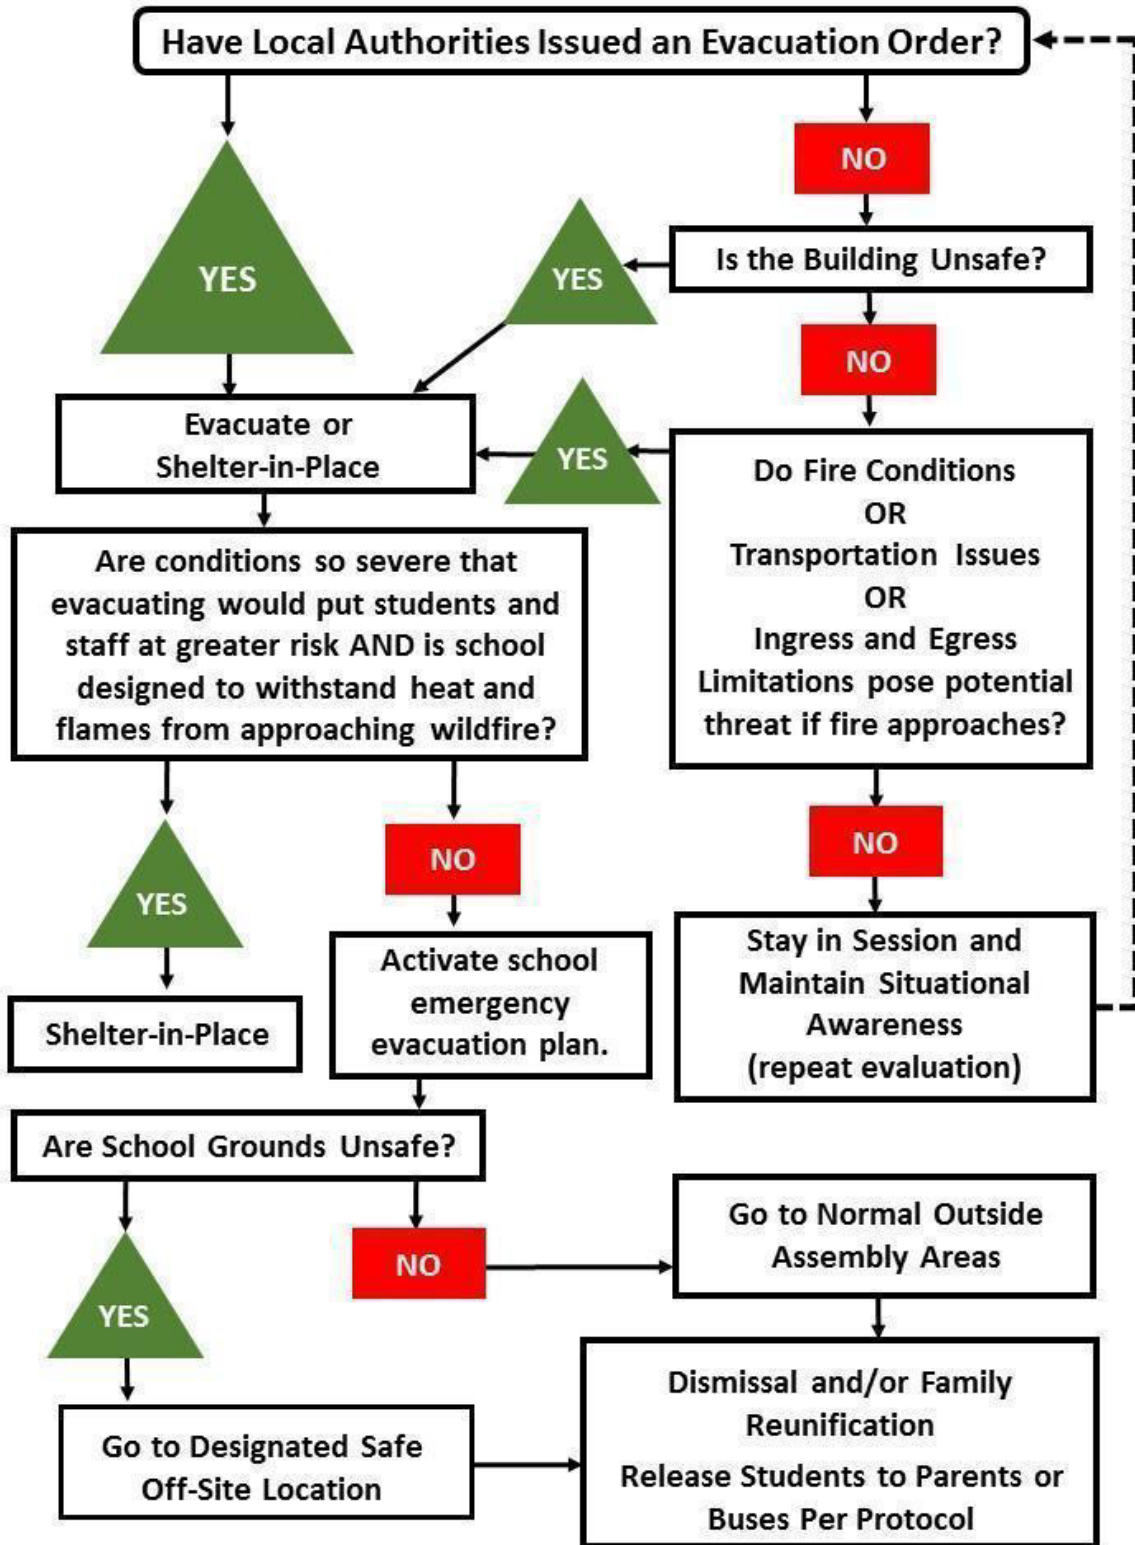 Have Local Authorities Issued an Evacuation Order?
NO
YES
Is the Building Unsafe?
YES
NO
Evacuate or
Shelter-in-Place
YES
Do Fire Conditions
OR
Transportation Issues
OR
Ingress and Egress
Limitations pose potential
threat if fire approaches?
Are conditions so severe that
evacuating would put students and
staff at greater risk AND is school
designed to withstand heat and
flames from approaching wildfire?
YES
NO
NO
Shelter-in-Place
Activate school
emergency
evacuation plan.
Stay in Session and
Maintain Situational
Awareness
(repeat evaluation)
Are School Grounds Unsafe?
YES
NO
Go to Normal Outside
Assembly Areas
Go to Designated Safe
Off-Site Location
Dismissal and/or Family
Reunification
Release Students to Parents or
Buses Per Protocol